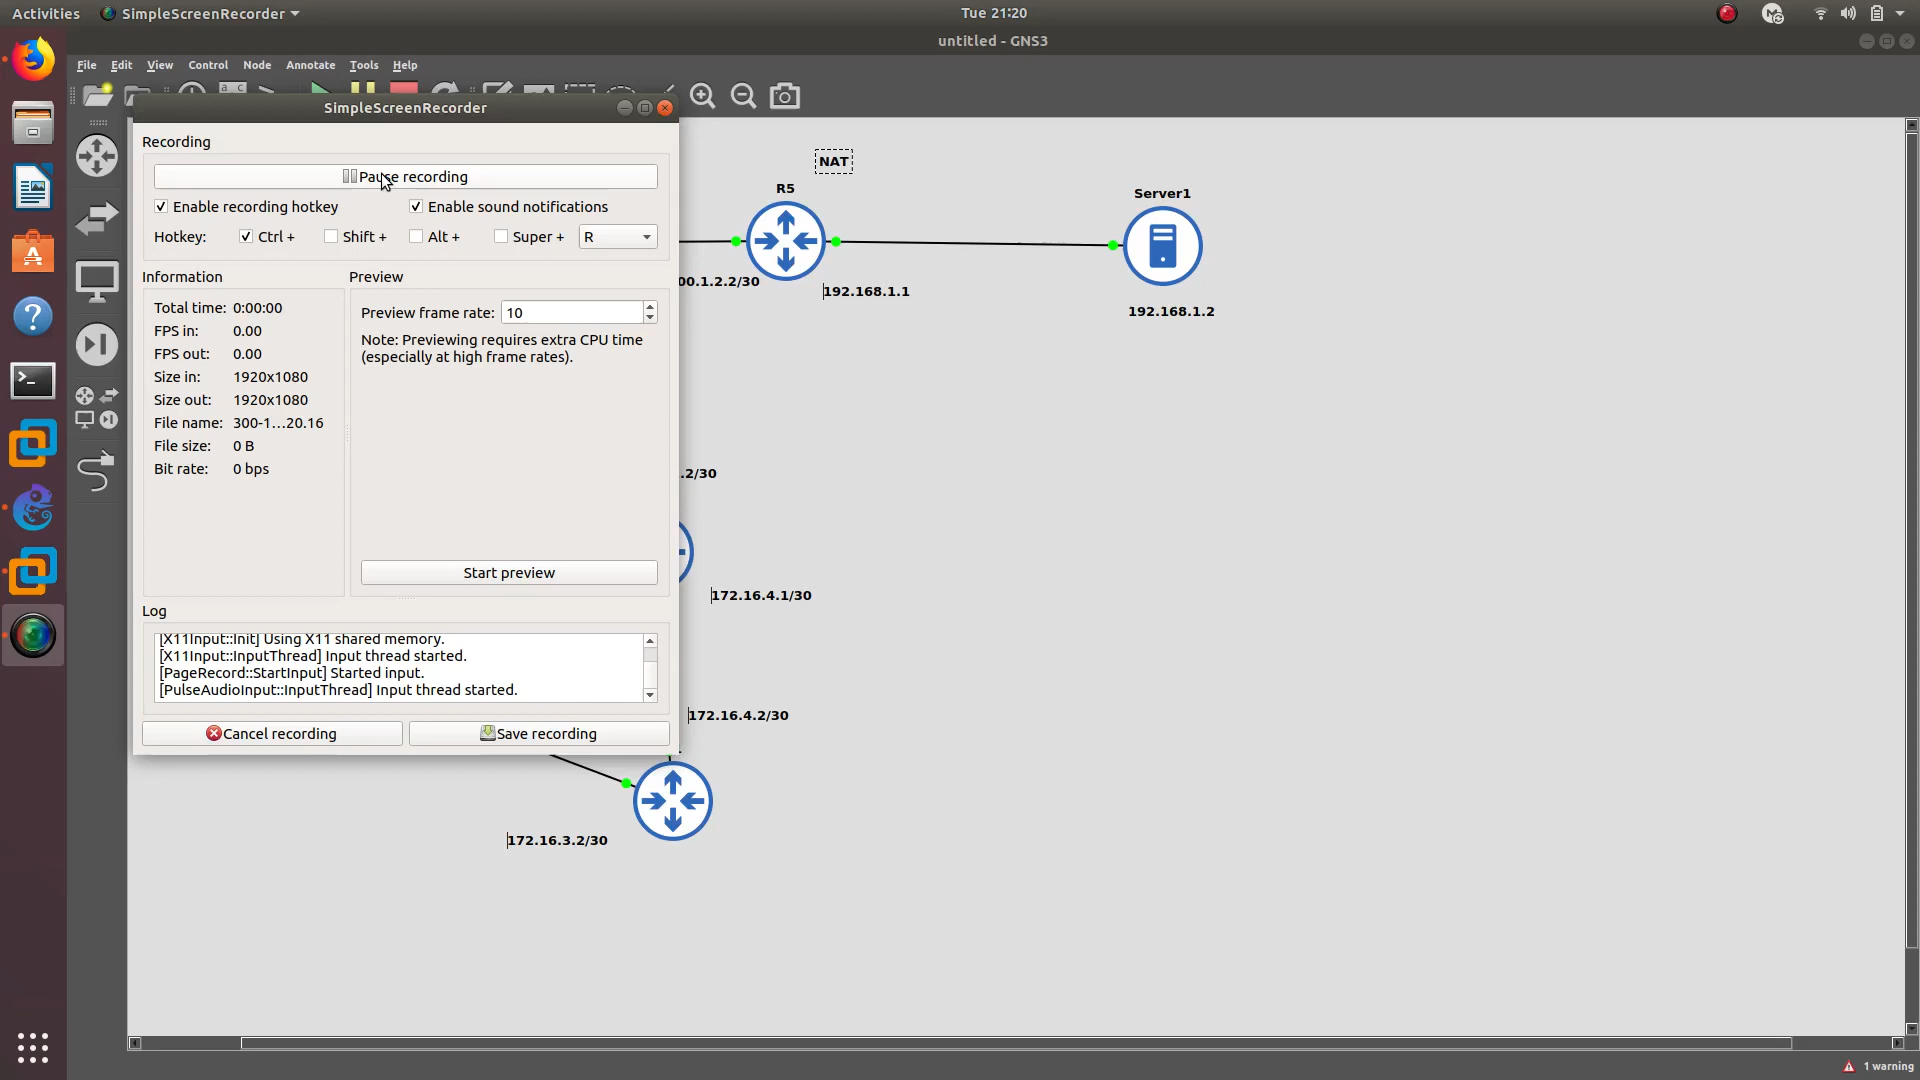 Activities
SimpleScreenRecorder
Tue 21:20
untitled - GNS3
File Edit View Control Node Annotate Tools Help
SimpleScreenRecorder
Recording
Pause recording
Enable recording hotkey
Enable sound notifications
Hotkey: Ctrl + Shift + Alt + Super + R
Information
Total time: 0:00:00
FPS in: 0.00
FPS out: 0.00
Size in: 1920x1080
Size out: 1920x1080
File name: 300-1...20.16
File size: 0 B
Bit rate: 0 bps
Preview
Preview frame rate: 10
Note: Previewing requires extra CPU time
(especially at high frame rates).
Start preview
Log
[X11Input::Init] Using X11 shared memory.
[X11Input::InputThread] Input thread started.
[PageRecord::StartInput] Started input.
[PulseAudioInput::InputThread] Input thread started.
Cancel recording
Save recording
NAT
R5
Server1
00.1.2.2/30
192.168.1.1
192.168.1.2
.2/30
172.16.4.1/30
172.16.4.2/30
172.16.3.2/30
1 warning